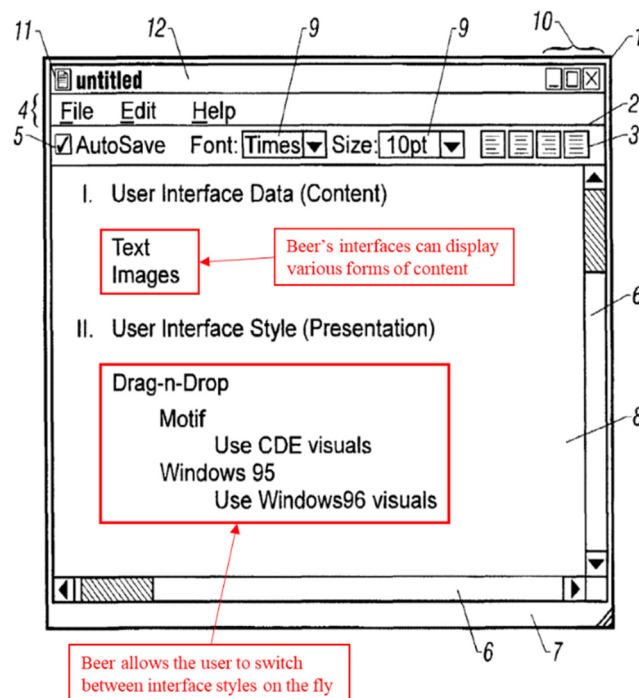 11
12
9
9
10
1
untitled
4
File Edit Help
2
5
AutoSave Font: Times Size: 10pt
3
I. User Interface Data (Content)
Text
Images
Beer's interfaces can display
various forms of content
6
II. User Interface Style (Presentation)
Drag-n-Drop
Motif
Use CDE visuals
Windows 95
Use Windows96 visuals
8
6
7
Beer allows the user to switch
between interface styles on the fly